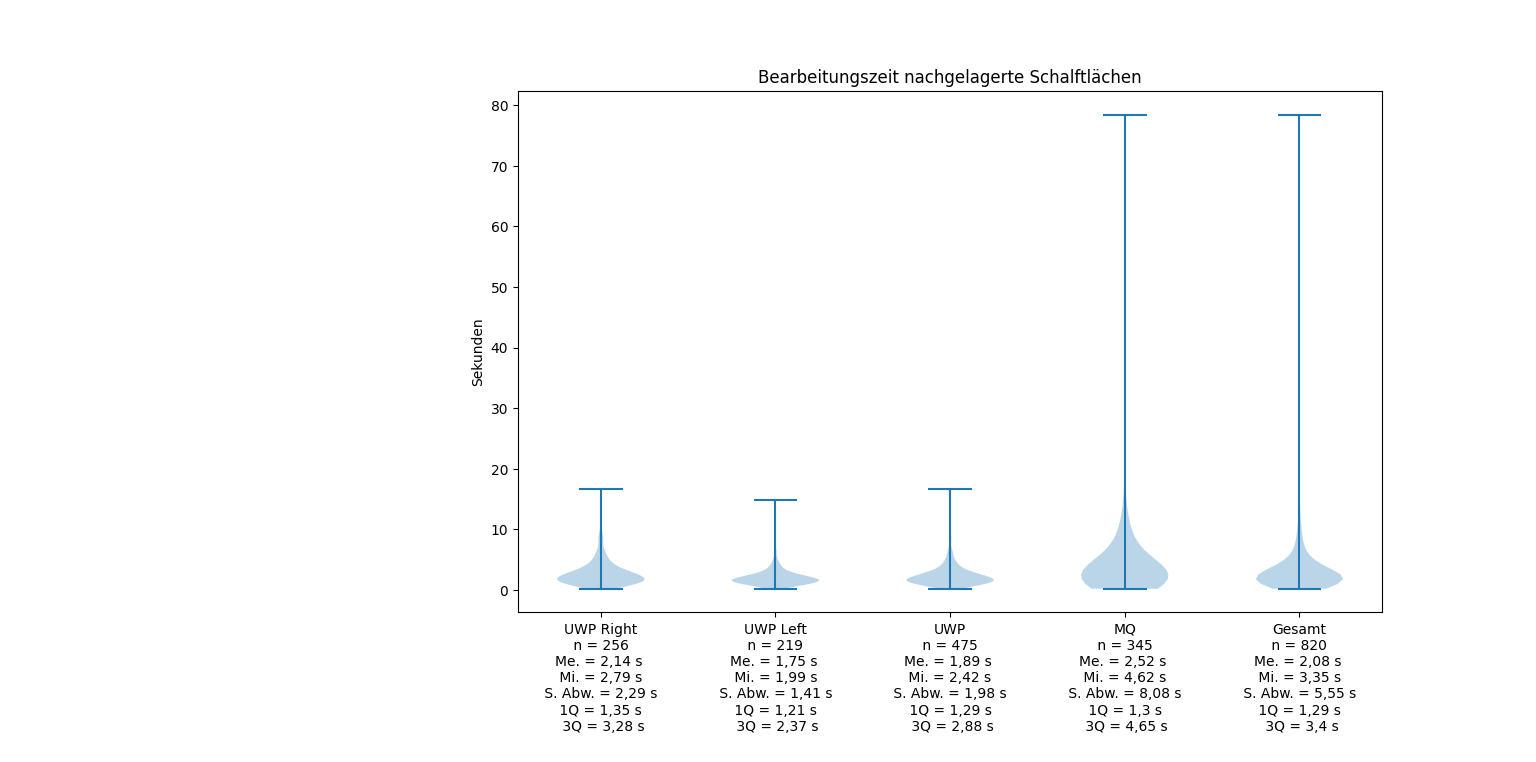 Bearbeitungszeit nachgelagerte Schalftlächen
80
70
60
50
40
30
20
10
0
Sekunden
UWP Right
n = 256
Me. = 2,14 s
Mi. = 2,79 s
S. Abw. = 2,29 s
1Q = 1,35 s
3Q = 3,28 s
UWP Left
n = 219
Me. = 1,75 s
Mi. = 1,99 s
S. Abw. = 1,41 s
1Q = 1,21 s
3Q = 2,37 s
UWP
n = 475
Me. = 1,89 s
Mi. = 2,42 s
S. Abw. = 1,98 s
1Q = 1,29 s
3Q = 2,88 s
MQ
n = 345
Me. = 2,52 s
Mi. = 4,62 s
S. Abw. = 8,08 s
1Q = 1,3 s
3Q = 4,65 s
Gesamt
n = 820
Me. = 2,08 s
Mi. = 3,35 s
S. Abw. = 5,55 s
1Q = 1,29 s
3Q = 3,4 s